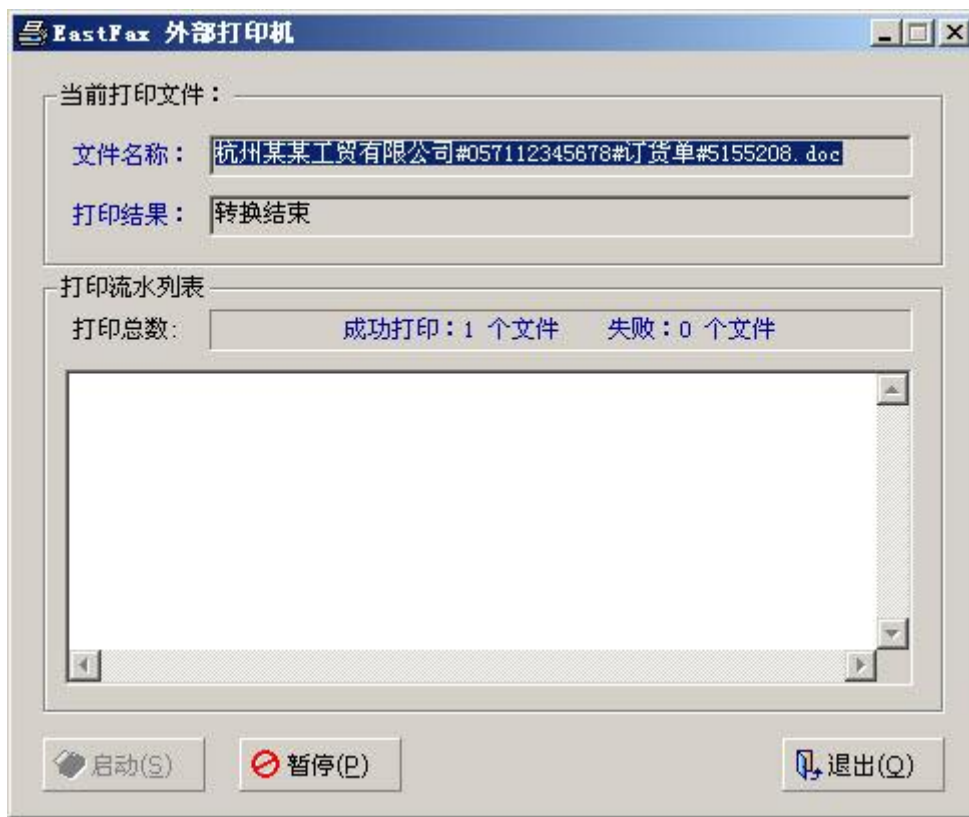 EastFax 外部打印机
当前打印文件：
文件名称： 杭州某某工贸有限公司#057112345678#订货单#5155208.doc
打印结果： 转换结束
打印流水列表
打印总数: 成功打印：1 个文件 失败：0 个文件
启动(S) 暂停(P) 退出(Q)